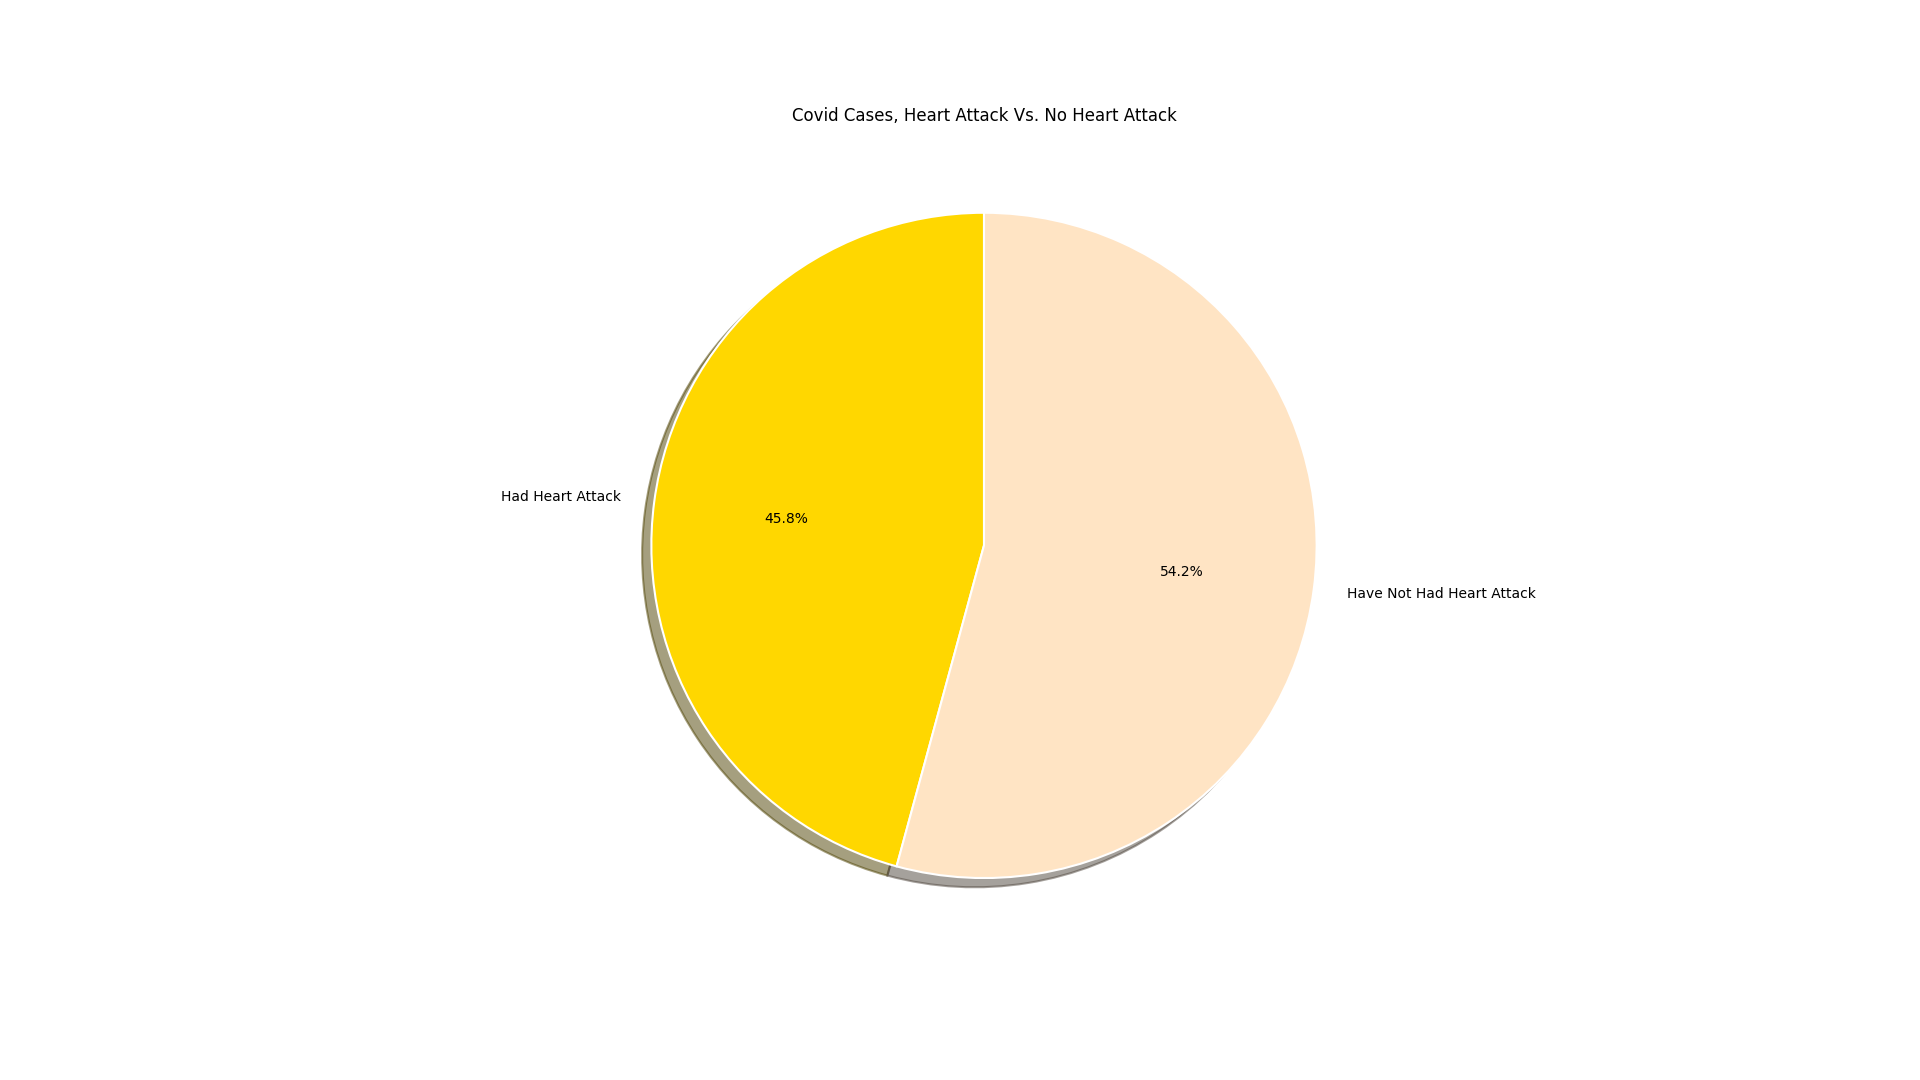 Covid Cases, Heart Attack Vs. No Heart Attack
Had Heart Attack
45.8%
54.2%
Have Not Had Heart Attack